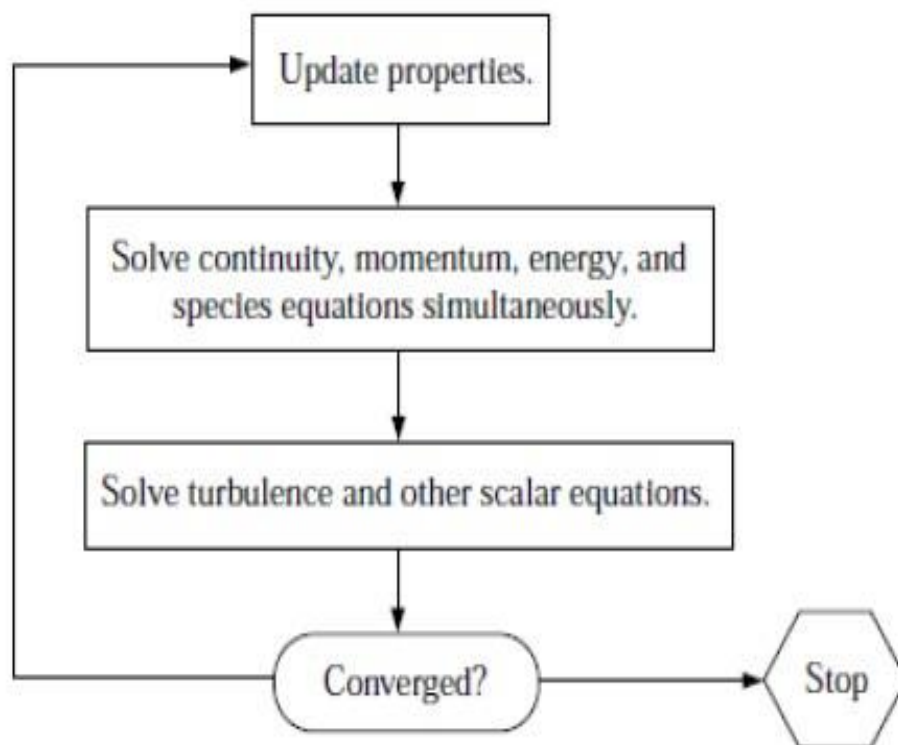 Update properties.
Solve continuity, momentum, energy, and
species equations simultaneously.
Solve turbulence and other scalar equations.
Converged?
Stop